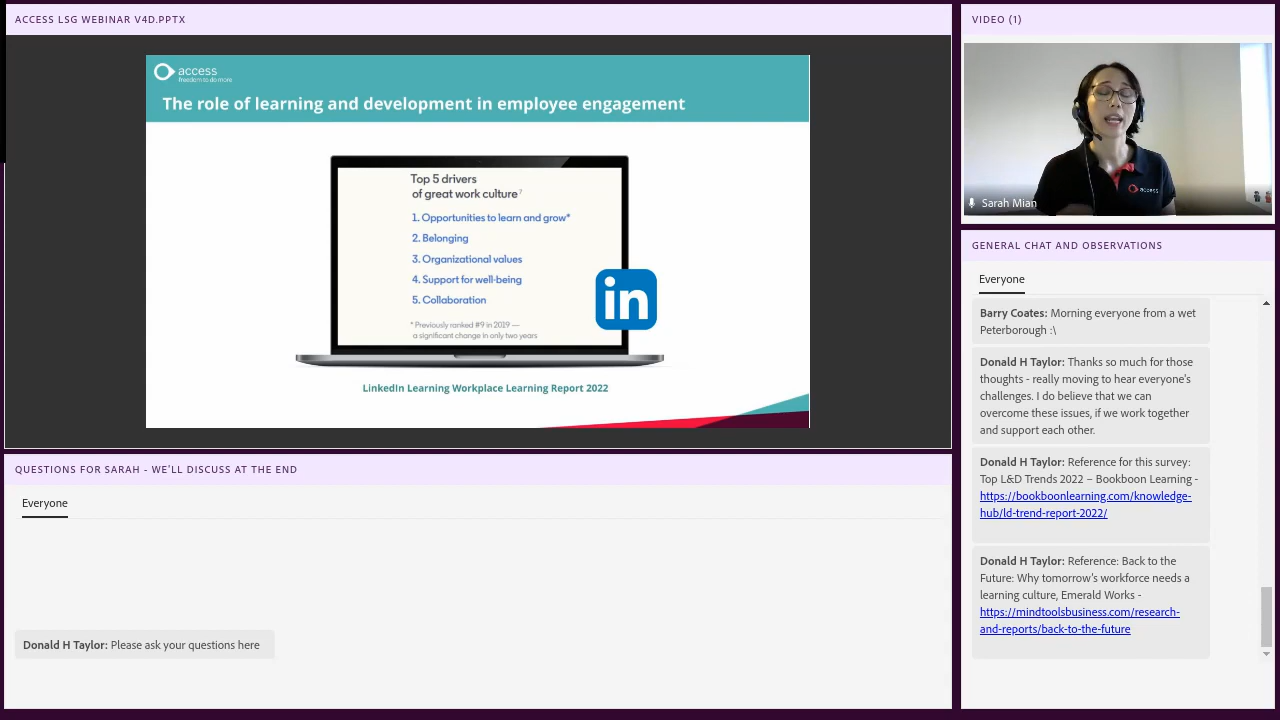 ACCESS LSG WEBINAR V4D.PPTX
access
freedom to do more
The role of learning and development in employee engagement
Top 5 drivers
of great work culture7
1. Opportunities to learn and grow*
2. Belonging
3. Organizational values
4. Support for well-being
5. Collaboration
* Previously ranked #9 in 2019 —
a significant change in only two years
in
LinkedIn Learning Workplace Learning Report 2022
QUESTIONS FOR SARAH - WE'LL DISCUSS AT THE END
Everyone
Donald H Taylor: Please ask your questions here
VIDEO (1)
access
Sarah Mian
GENERAL CHAT AND OBSERVATIONS
Everyone
Barry Coates: Morning everyone from a wet
Peterborough :\
Donald H Taylor: Thanks so much for those
thoughts - really moving to hear everyone's
challenges. I do believe that we can
overcome these issues, if we work together
and support each other.
Donald H Taylor: Reference for this survey:
Top L&D Trends 2022 – Bookboon Learning -
https://bookboonlearning.com/knowledge-
hub/ld-trend-report-2022/
Donald H Taylor: Reference: Back to the
Future: Why tomorrow's workforce needs a
learning culture, Emerald Works -
https://mindtoolsbusiness.com/research-
and-reports/back-to-the-future